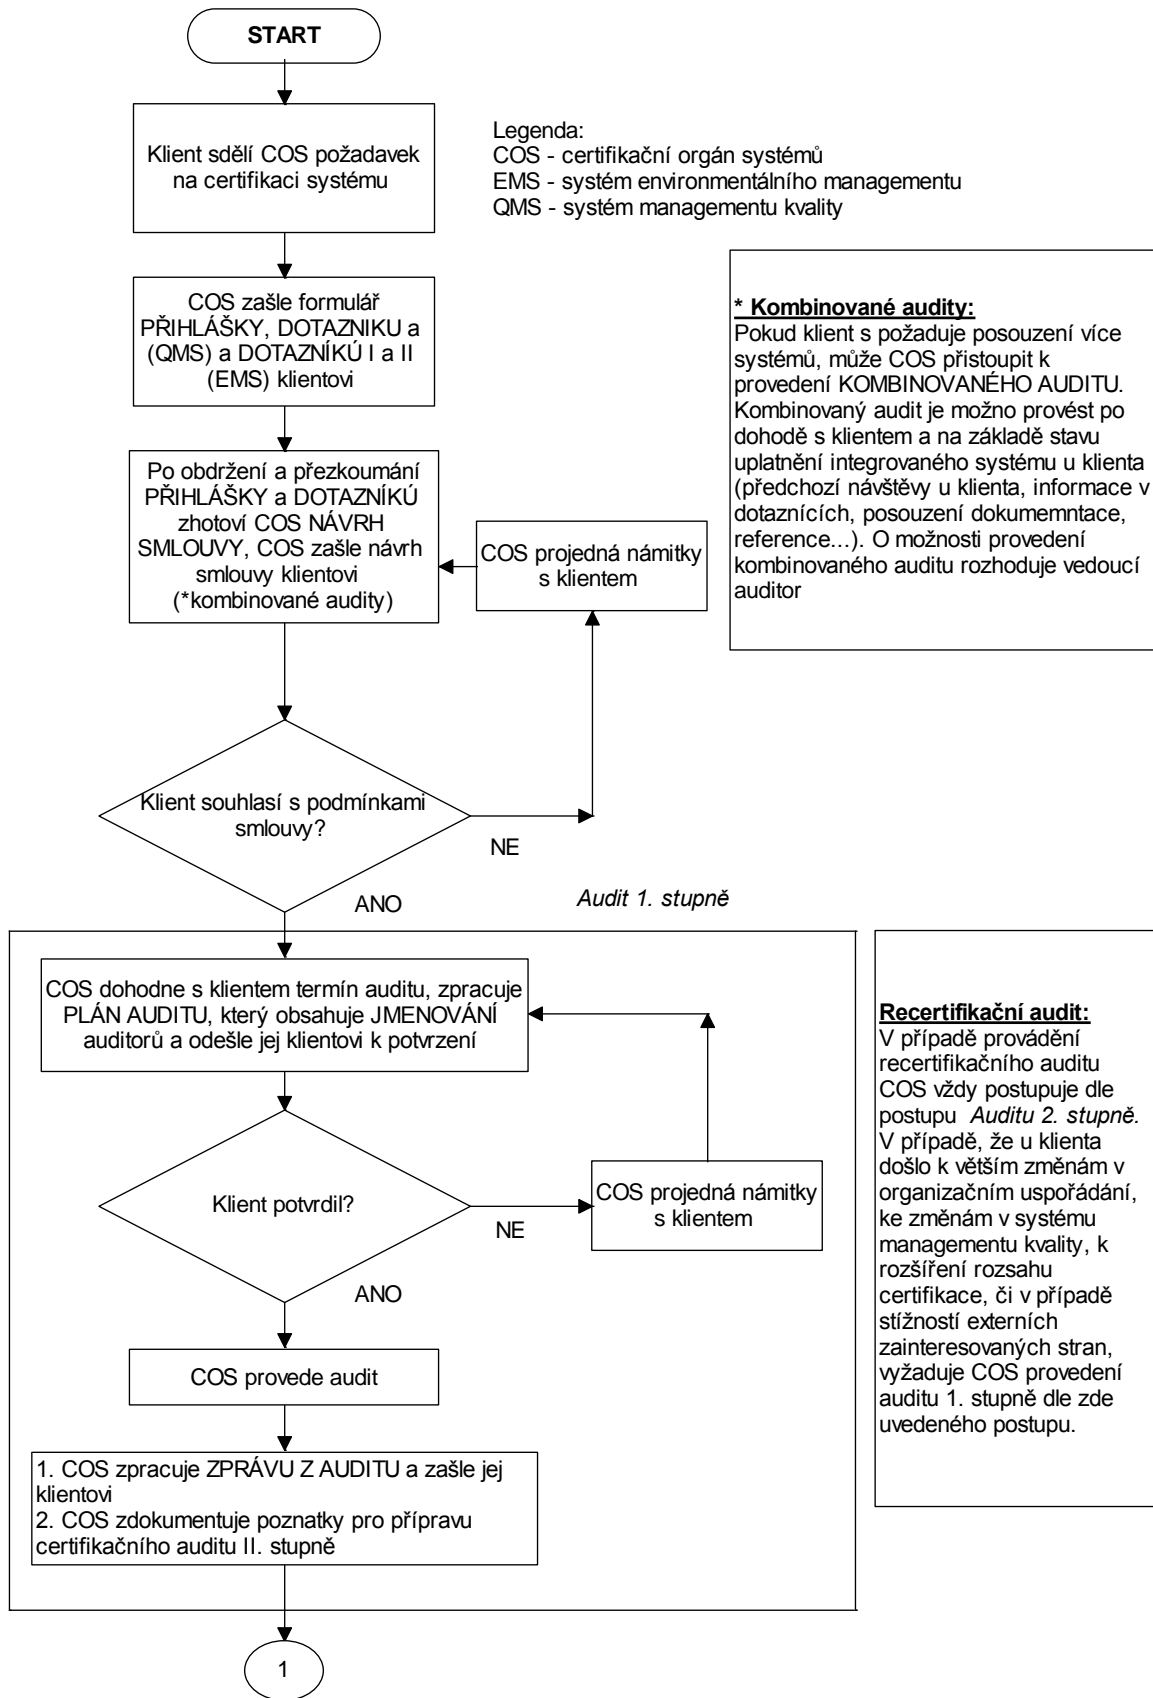 START
Klient sdělí COS požadavek
na certifikaci systému
Legenda:
COS - certifikační orgán systémů
EMS - systém environmentálního managementu
QMS - systém managementu kvality
COS zašle formulář
PŘIHLÁŠKY, DOTAZNIKU a
(QMS) a DOTAZNÍKÚ I a II
(EMS) klientovi
* Kombinované audity:
Pokud klient s požaduje posouzení více
systémů, může COS přistoupit k
provedení KOMBINOVANÉHO AUDITU.
Kombinovaný audit je možno provést po
dohodě s klientem a na základě stavu
uplatnění integrovaného systému u klienta
(předchozí návštěvy u klienta, informace v
dotaznících, posouzení dokumemntace,
reference...). O možnosti provedení
kombinovaného auditu rozhoduje vedoucí
auditor
Po obdržení a přezkoumání
PŘIHLÁŠKY a DOTAZNÍKÚ
zhotoví COS NÁVRH
SMLOUVY, COS zašle návrh
smlouvy klientovi
(*kombinované audity)
COS projedná námitky
s klientem
Klient souhlasí s podmínkami
smlouvy?
NE
ANO
Audit 1. stupně
COS dohodne s klientem termín auditu, zpracuje
PLÁN AUDITU, který obsahuje JMENOVÁNÍ
auditorů a odešle jej klientovi k potvrzení
Klient potvrdil?
NE
COS projedná námitky
s klientem
ANO
COS provede audit
1. COS zpracuje ZPRÁVU Z AUDITU a zašle jej
klientovi
2. COS zdokumentuje poznatky pro přípravu
certifikačního auditu II. stupně
Recertifikační audit:
V případě provádění
recertifikačního auditu
COS vždy postupuje dle
postupu Auditu 2. stupně.
V případě, že u klienta
došlo k větším změnám v
organizačním uspořádání,
ke změnám v systému
managementu kvality, k
rozšíření rozsahu
certifikace, či v případě
stížností externích
zainteresovaných stran,
vyžaduje COS provedení
auditu 1. stupně dle zde
uvedeného postupu.
1